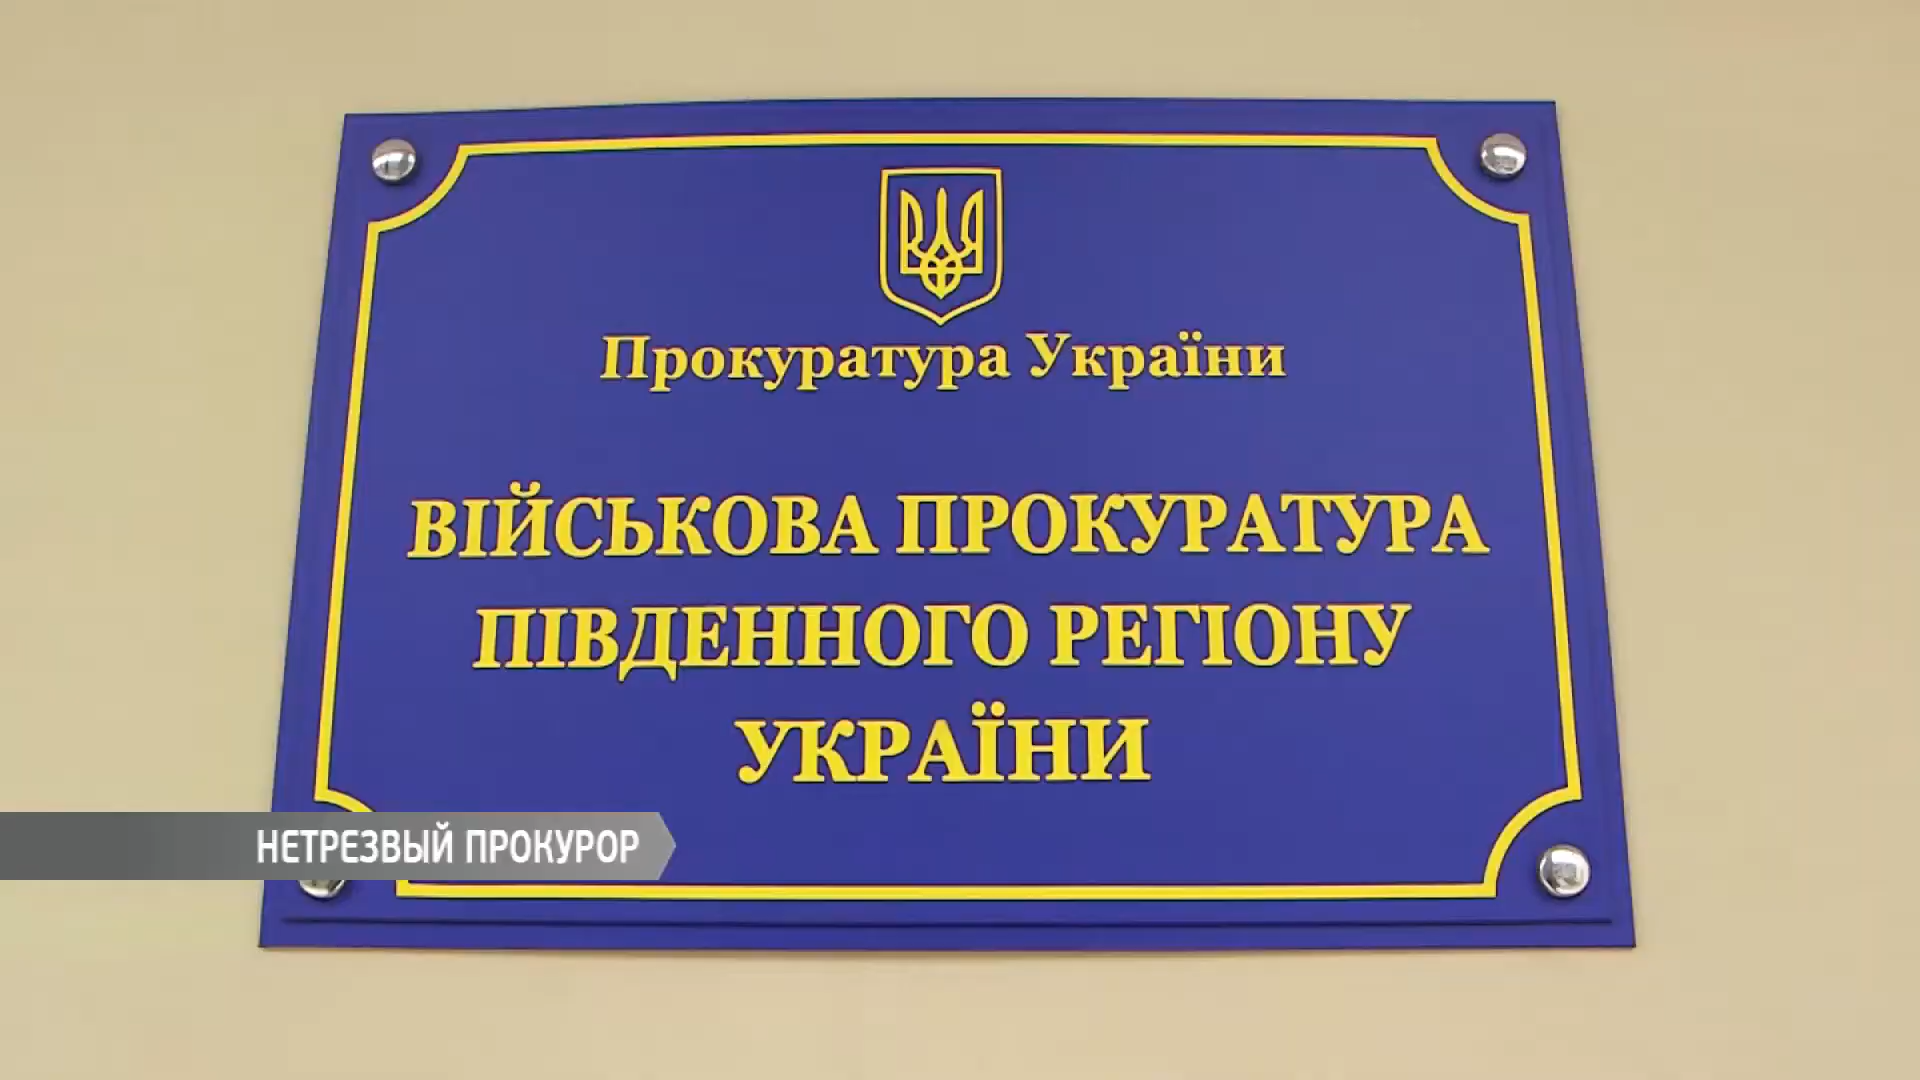 Прокуратура України
ВІЙСЬКОВА ПРОКУРАТУРА
ПІВДЕННОГО РЕГІОНУ
УКРАЇНИ
НЕТРЕЗВЫЙ ПРОКУРОР